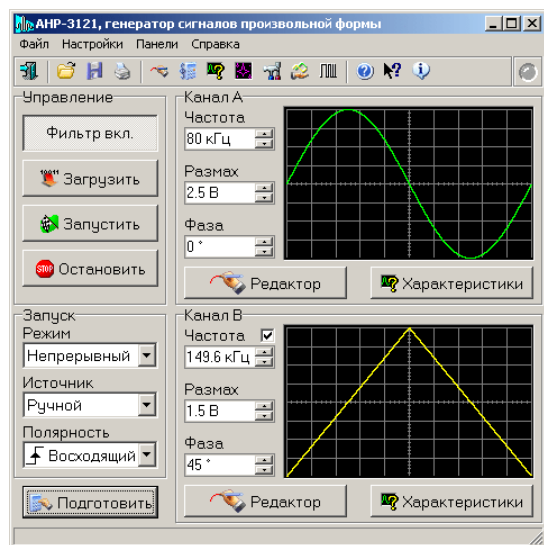 АНР-3121, генератор сигналов произвольной формы
Файл Настройки Панели Справка
Управление
Фильтр вкл.
Загрузить
Запустить
STOP Остановить
Канал А
Частота
80 кГц
Размах
2.5 В
Фаза
0 °
Редактор
Характеристики
Запуск
Режим
Непрерывный
Источник
Ручной
Полярность
Восходящий
Подготовить
Канал В
Частота
149.6 кГц
Размах
1.5 В
Фаза
45 °
Редактор
Характеристики